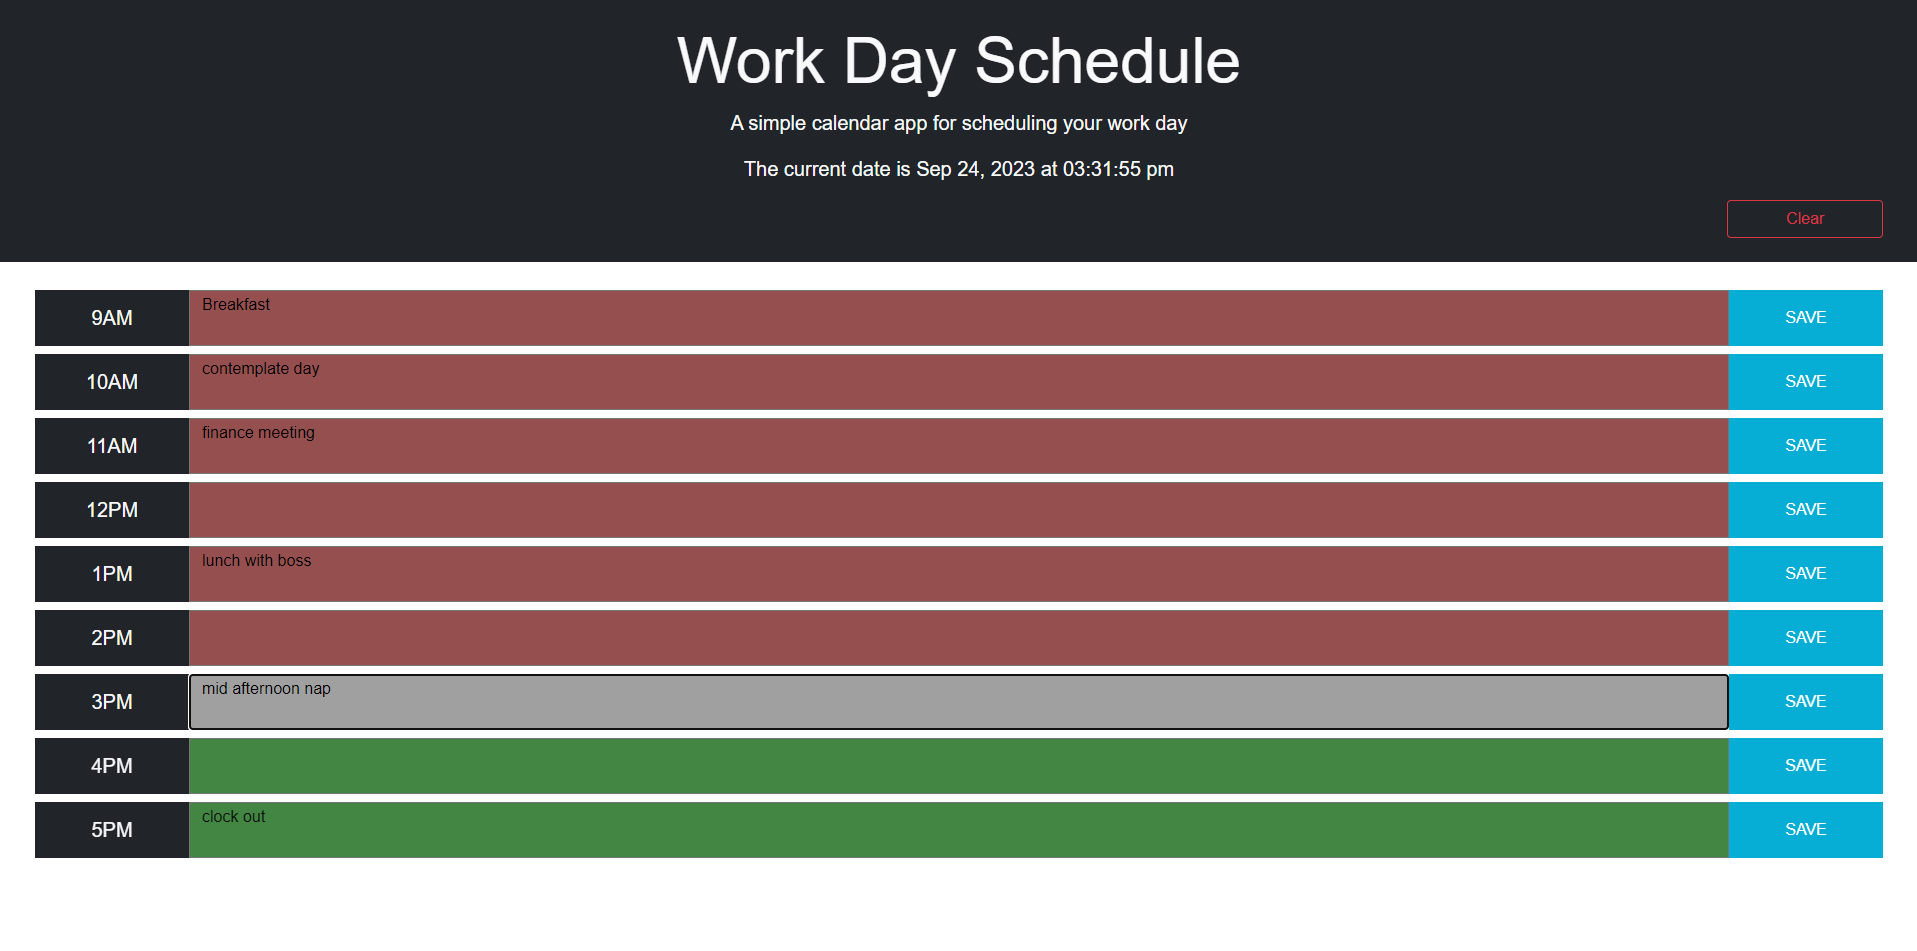 Work Day Schedule
A simple calendar app for scheduling your work day
The current date is Sep 24, 2023 at 03:31:55 pm
Clear
9AM Breakfast SAVE
10AM contemplate day SAVE
11AM finance meeting SAVE
12PM SAVE
1PM lunch with boss SAVE
2PM SAVE
3PM mid afternoon nap SAVE
4PM SAVE
5PM clock out SAVE